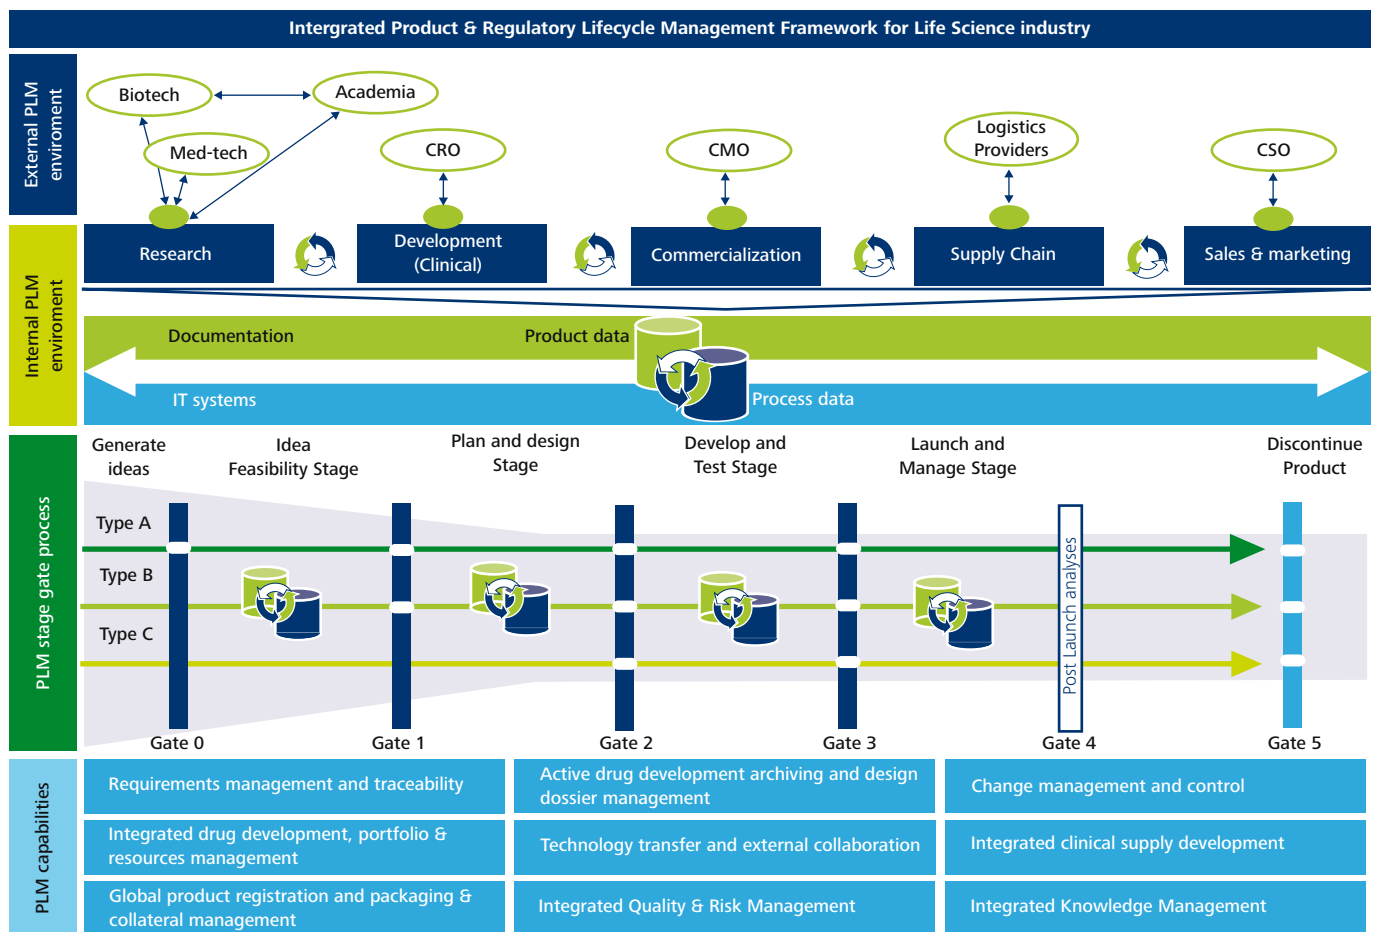 Intergrated Product & Regulatory Lifecycle Management Framework for Life Science industry
External PLM
enviroment
Biotech
Academia
Med-tech
CRO
CMO
Logistics
Providers
CSO
Internal PLM
enviroment
Research
Development
(Clinical)
Commercialization
Supply Chain
Sales & marketing
Documentation
Product data
IT systems
Process data
PLM stage gate process
Generate
ideas
Idea
Feasibility Stage
Plan and design
Stage
Develop and
Test Stage
Launch and
Manage Stage
Discontinue
Product
Type A
Type B
Type C
Post Launch analyses
Gate 0
Gate 1
Gate 2
Gate 3
Gate 4
Gate 5
PLM capabilities
Requirements management and traceability
Active drug development archiving and design
dossier management
Change management and control
Integrated drug development, portfolio &
resources management
Technology transfer and external collaboration
Integrated clinical supply development
Global product registration and packaging &
collateral management
Integrated Quality & Risk Management
Integrated Knowledge Management